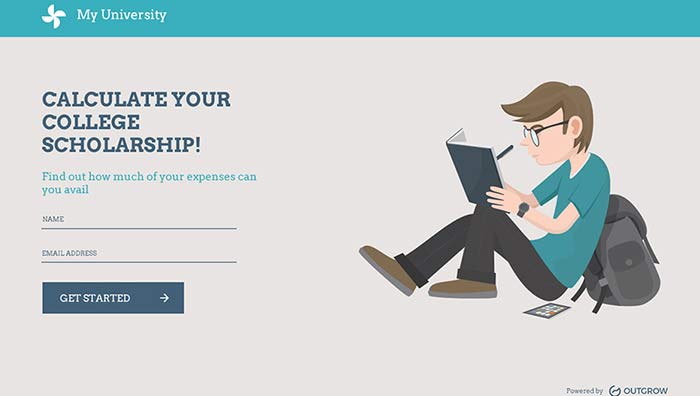 My University
CALCULATE YOUR
COLLEGE
SCHOLARSHIP!
Find out how much of your expenses can
you avail
NAME
EMAIL ADDRESS
GET STARTED
Powered by OUTGROW